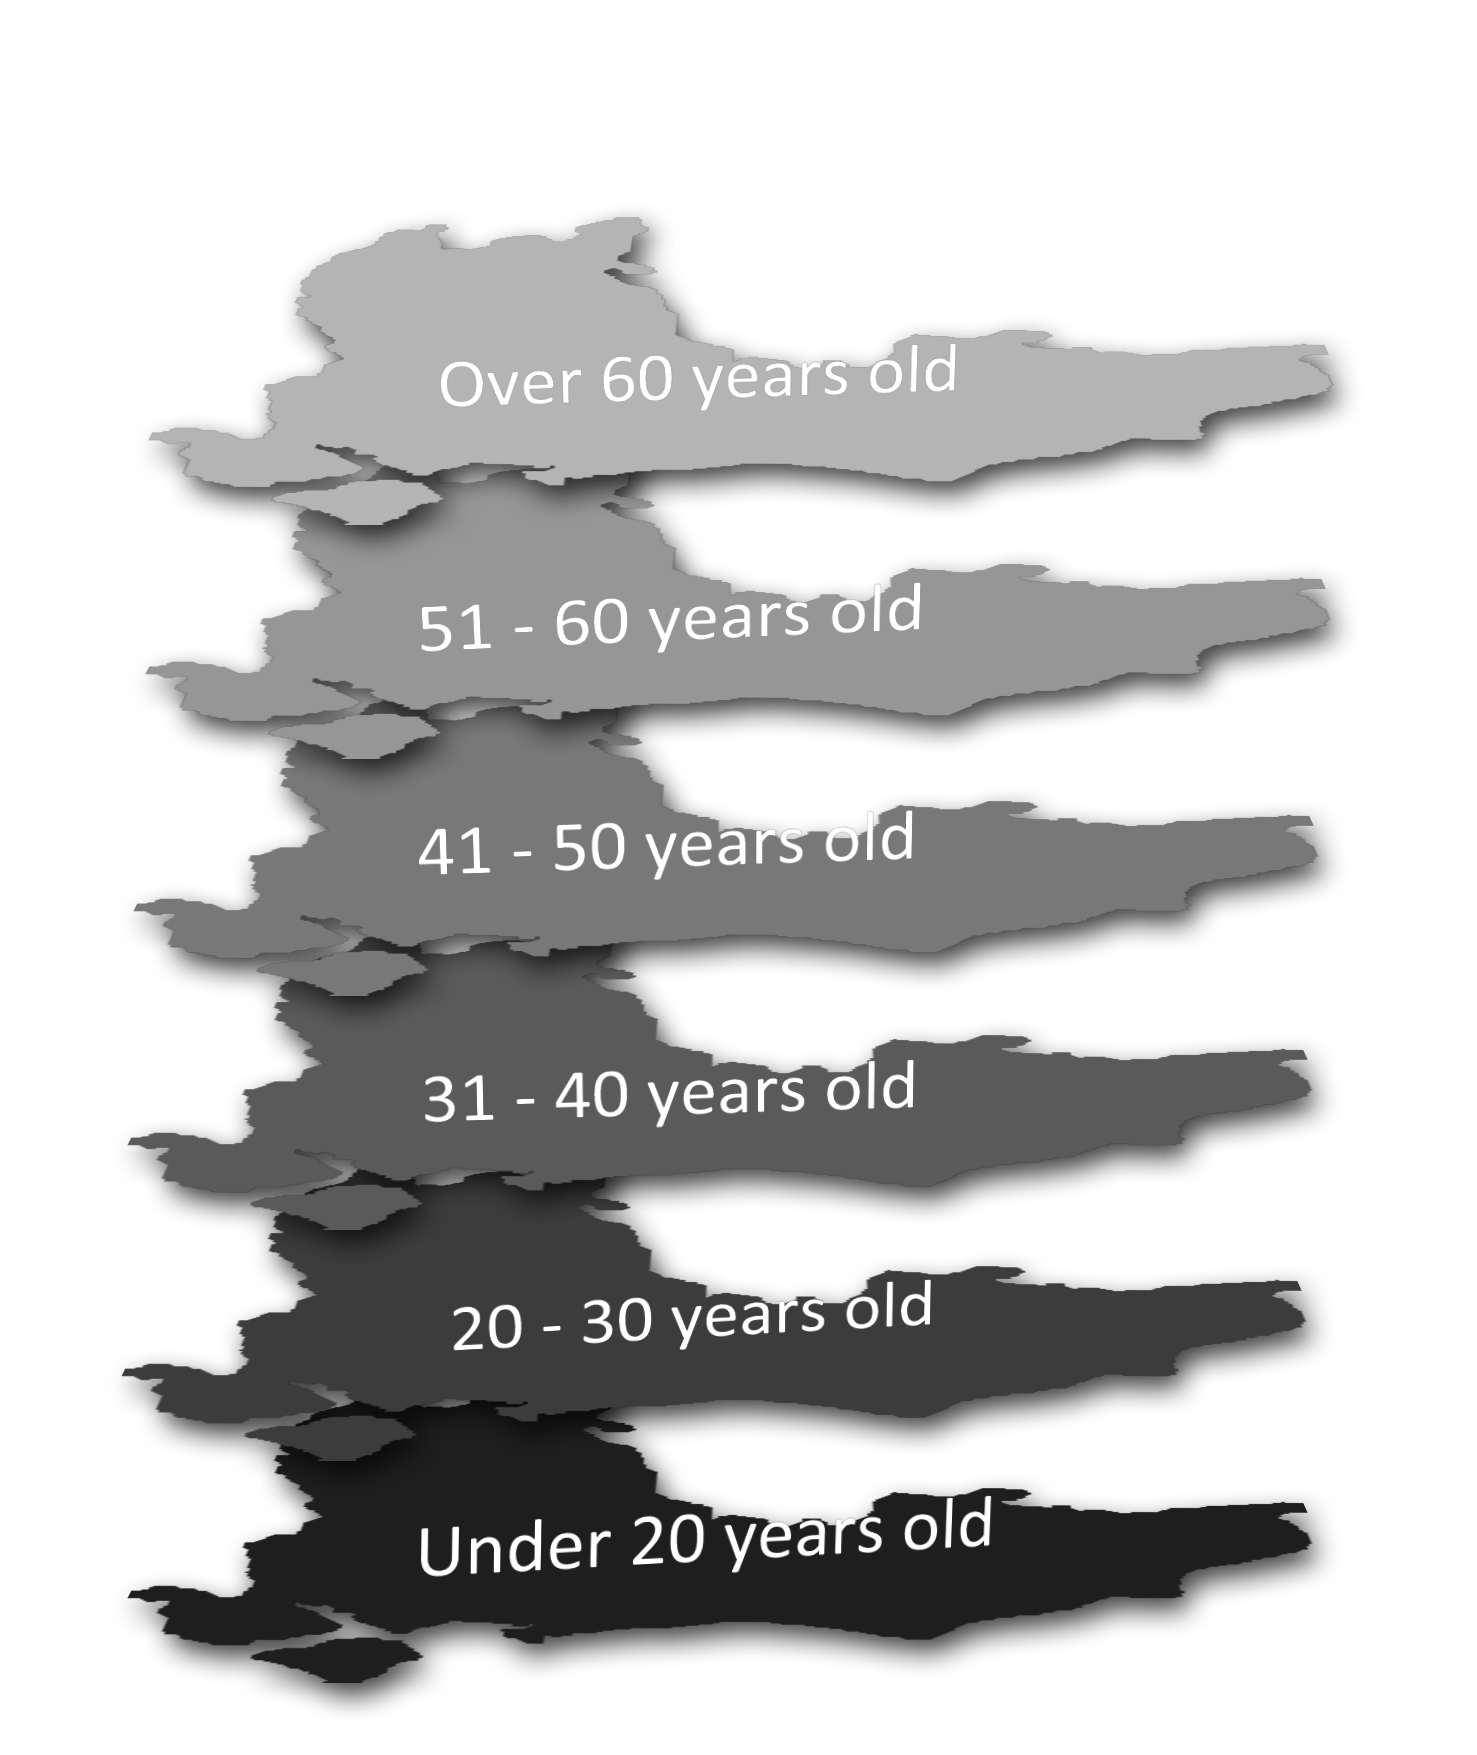 Over 60 years old
51 - 60 years old
41 - 50 years old
31 - 40 years old
20 - 30 years old
Under 20 years old